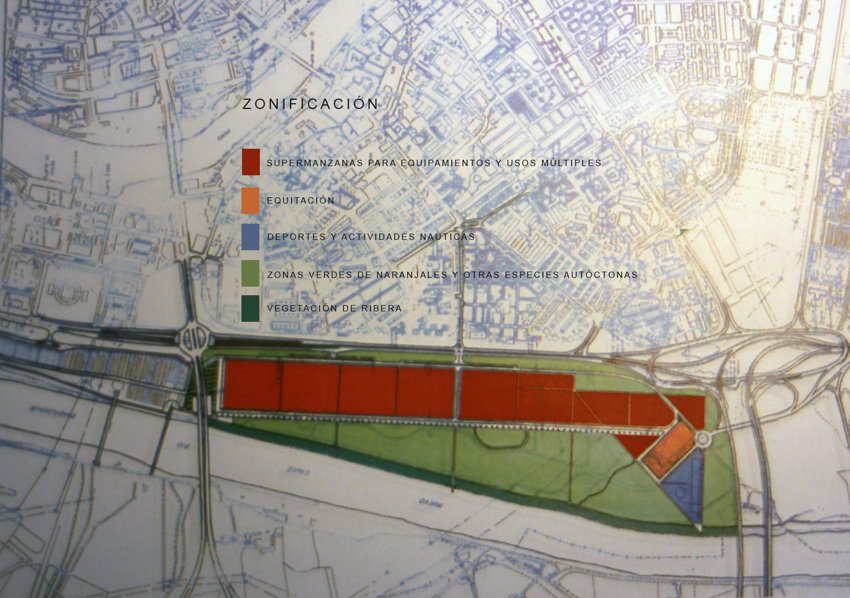 ZONIFICACIÓN
SUPERMANZANAS PARA EQUIPAMIENTOS Y USOS MÚLTIPLES
EQUITACIÓN
DEPORTES Y ACTIVIDADES NAÚTICAS
ZONAS VERDES DE NARANJALES Y OTRAS ESPECIES AUTÓCTONAS
VEGETACIÓN DE RIBERA